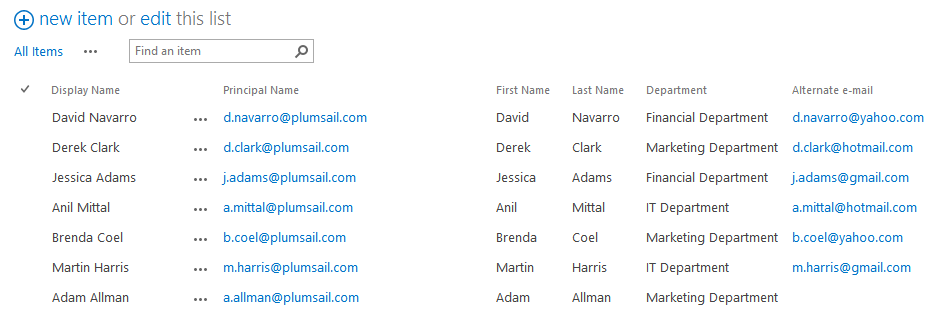 new item or edit this list
All Items ••• Find an item
Display Name Principal Name First Name Last Name Department Alternate e-mail
David Navarro ••• d.navarro@plumsail.com David Navarro Financial Department d.navarro@yahoo.com
Derek Clark ••• d.clark@plumsail.com Derek Clark Marketing Department d.clark@hotmail.com
Jessica Adams ••• j.adams@plumsail.com Jessica Adams Financial Department j.adams@gmail.com
Anil Mittal ••• a.mittal@plumsail.com Anil Mittal IT Department a.mittal@hotmail.com
Brenda Coel ••• b.coel@plumsail.com Brenda Coel Marketing Department b.coel@yahoo.com
Martin Harris ••• m.harris@plumsail.com Martin Harris IT Department m.harris@gmail.com
Adam Allman ••• a.allman@plumsail.com Adam Allman Marketing Department